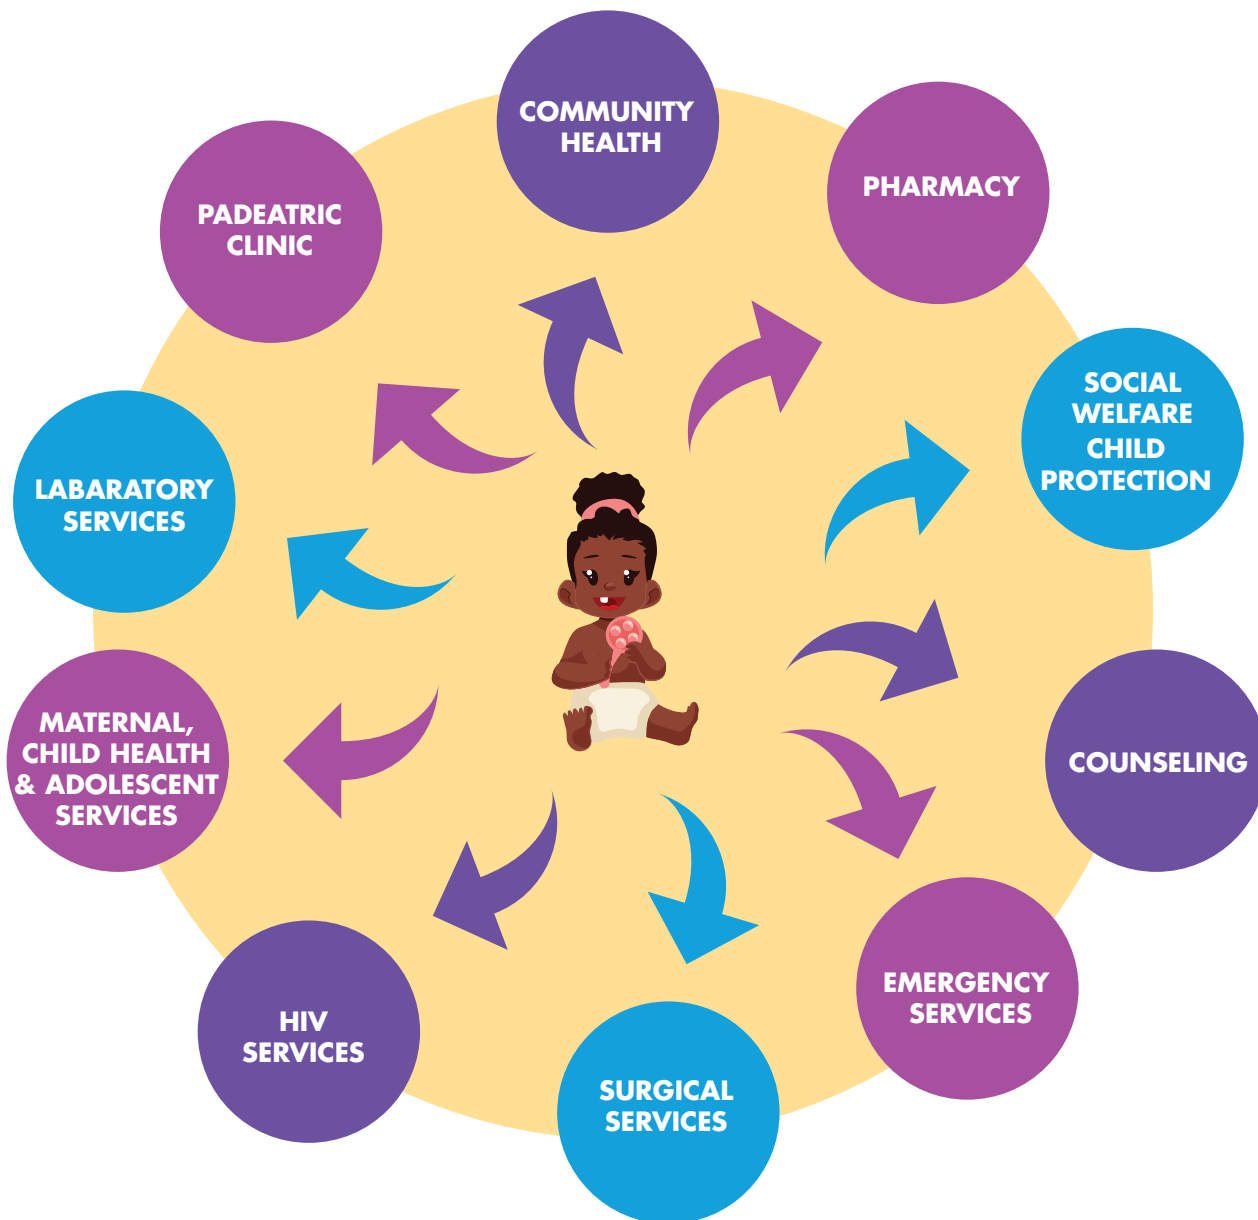 COMMUNITY
HEALTH
PHARMACY
SOCIAL
WELFARE
CHILD
PROTECTION
COUNSELING
EMERGENCY
SERVICES
SURGICAL
SERVICES
HIV
SERVICES
MATERNAL,
CHILD HEALTH
& ADOLESCENT
SERVICES
LABARATORY
SERVICES
PADEATRIC
CLINIC